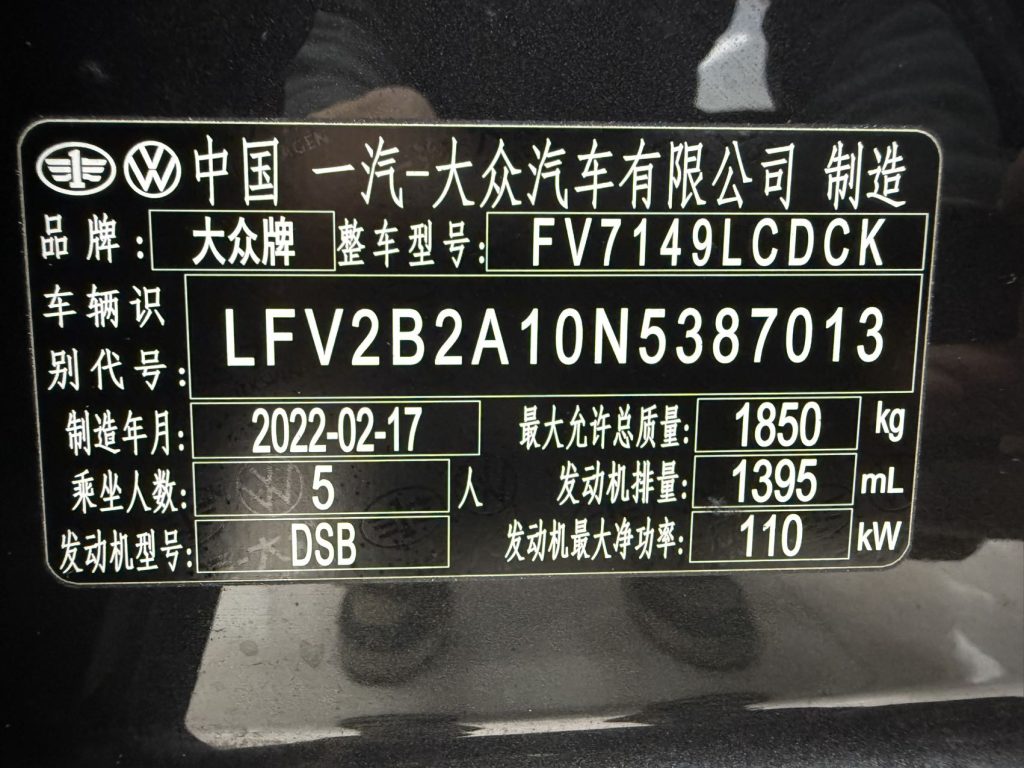 中国 一汽-大众汽车有限公司 制造
品牌: 大众牌 整车型号: FV7149LCDCK
车辆识
别代号: LFV2B2A10N5387013
制造年月: 2022-02-17 最大允许总质量: 1850 kg
乘坐人数: 5 人 发动机排量: 1395 mL
发动机型号: DSB 发动机最大净功率: 110 kW